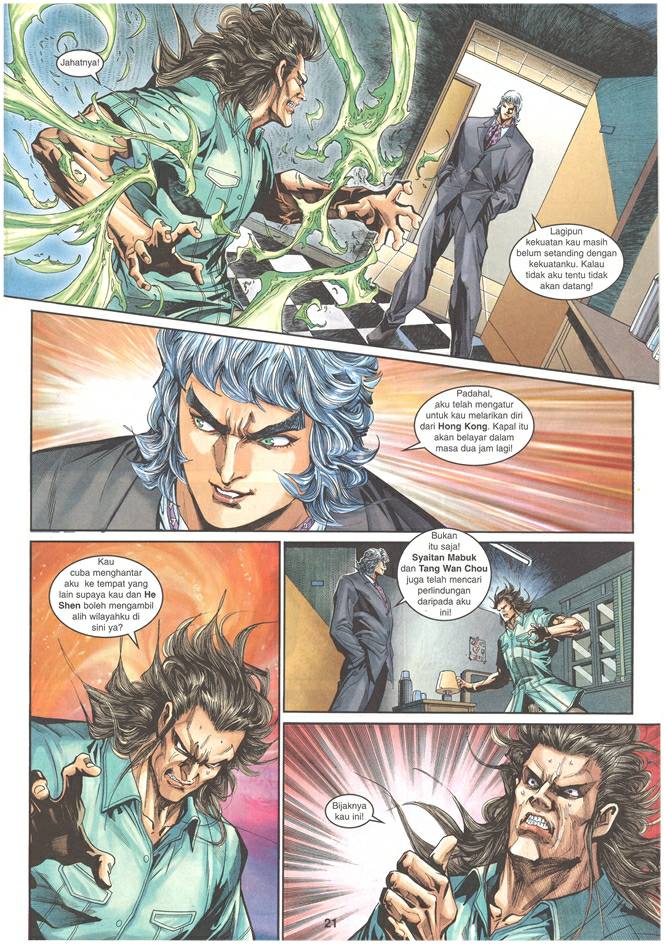 Jahatnya!
Lagipun
kekuatan kau masih
belum setanding dengan
kekuatanku. Kalau
tidak aku tentu tidak
akan datang!
Padahal,
aku telah mengatur
untuk kau melarikan diri
dari Hong Kong. Kapal itu
akan belayar dalam
masa dua jam lagi!
Kau
cuba menghantar
aku ke tempat yang
lain supaya kau dan He
Shen boleh mengambil
alih wilayahku di
sini ya?
Bukan
itu saja!
Syaitan Mabuk
dan Tang Wan Chou
juga telah mencari
perlindungan
daripada aku
ini!
Bijaknya
kau ini!
21